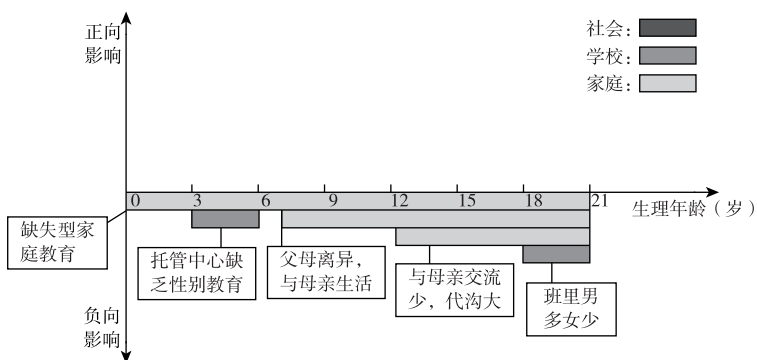 正向
影响
社会：
学校：
家庭：
0 3 6 9 12 15 18 21
生理年龄（岁）
缺失型家
庭教育
托管中心缺
乏性别教育
父母离异，
与母亲生活
与母亲交流
少，代沟大
班里男
多女少
负向
影响